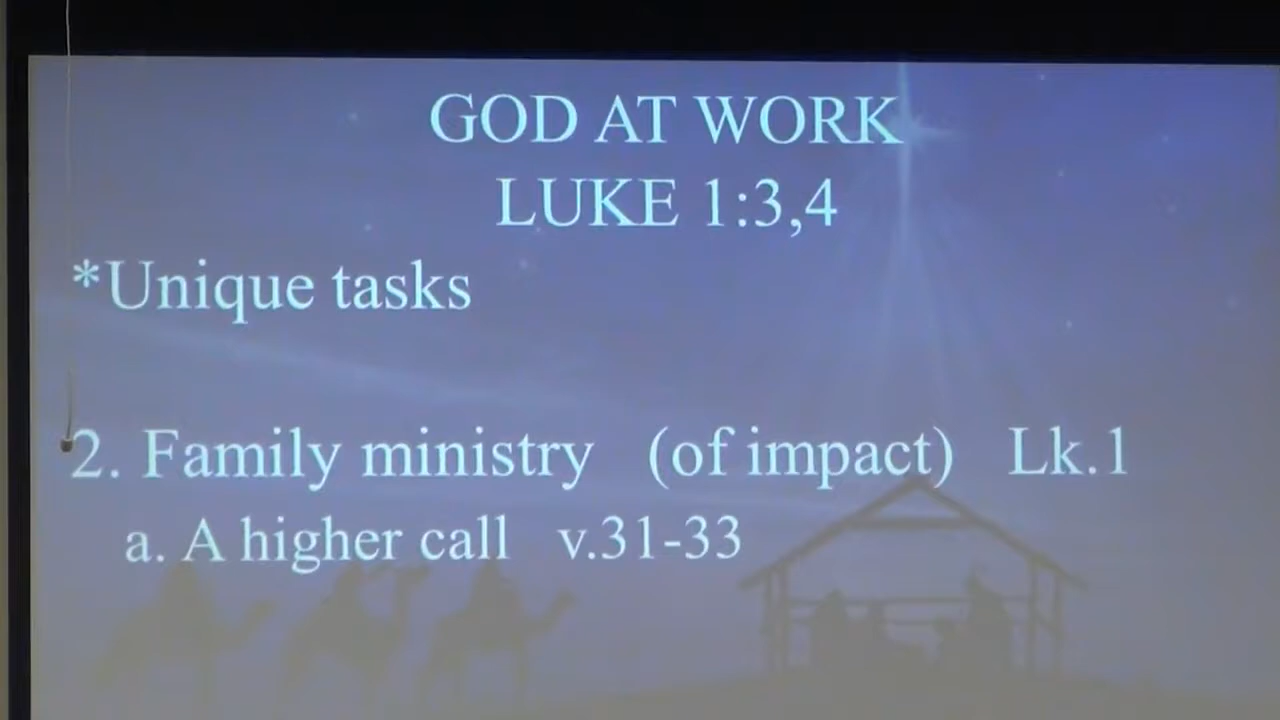 GOD AT WORK
LUKE 1:3,4
*Unique tasks
2. Family ministry (of impact) Lk.1
a. A higher call v.31-33